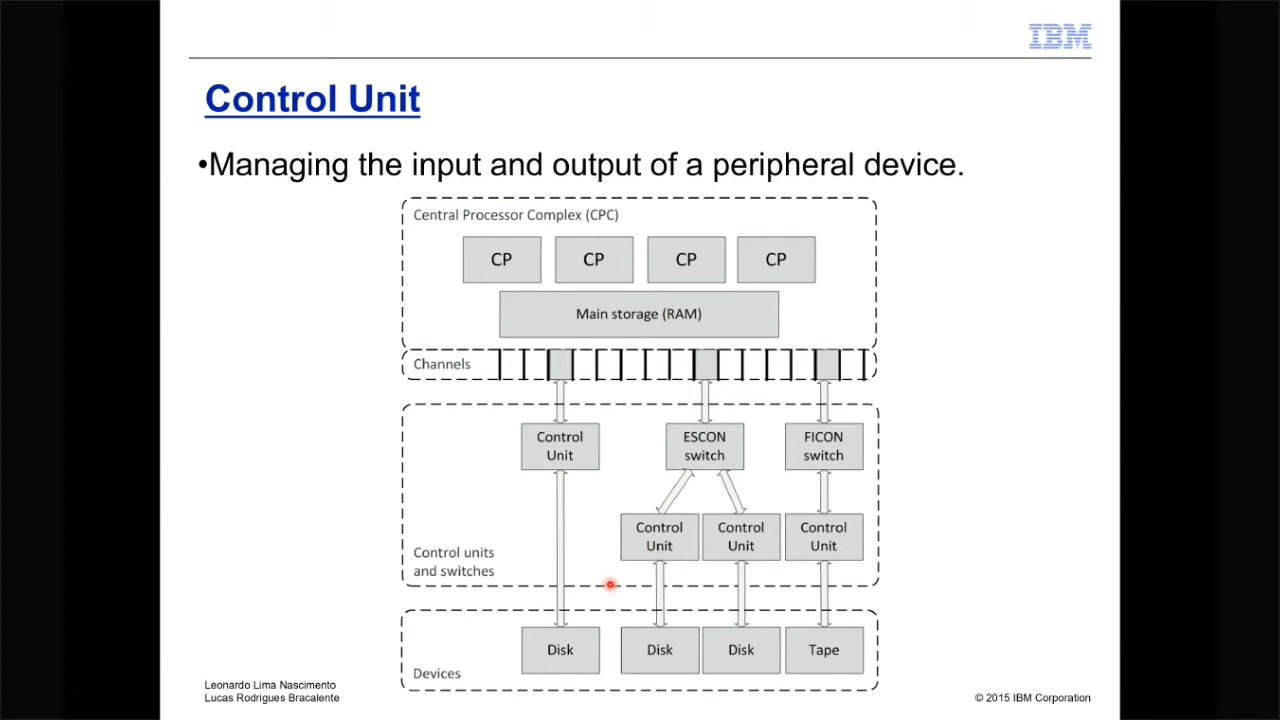 IBM
Control Unit
•Managing the input and output of a peripheral device.
Central Processor Complex (CPC)
CP CP CP CP
Main storage (RAM)
Channels
Control Unit
ESCON switch
FICON switch
Control Unit
Control Unit
Control Unit
Control units
and switches
Disk Disk Disk Tape
Devices
Leonardo Lima Nascimento
Lucas Rodrigues Bracalente
© 2015 IBM Corporation